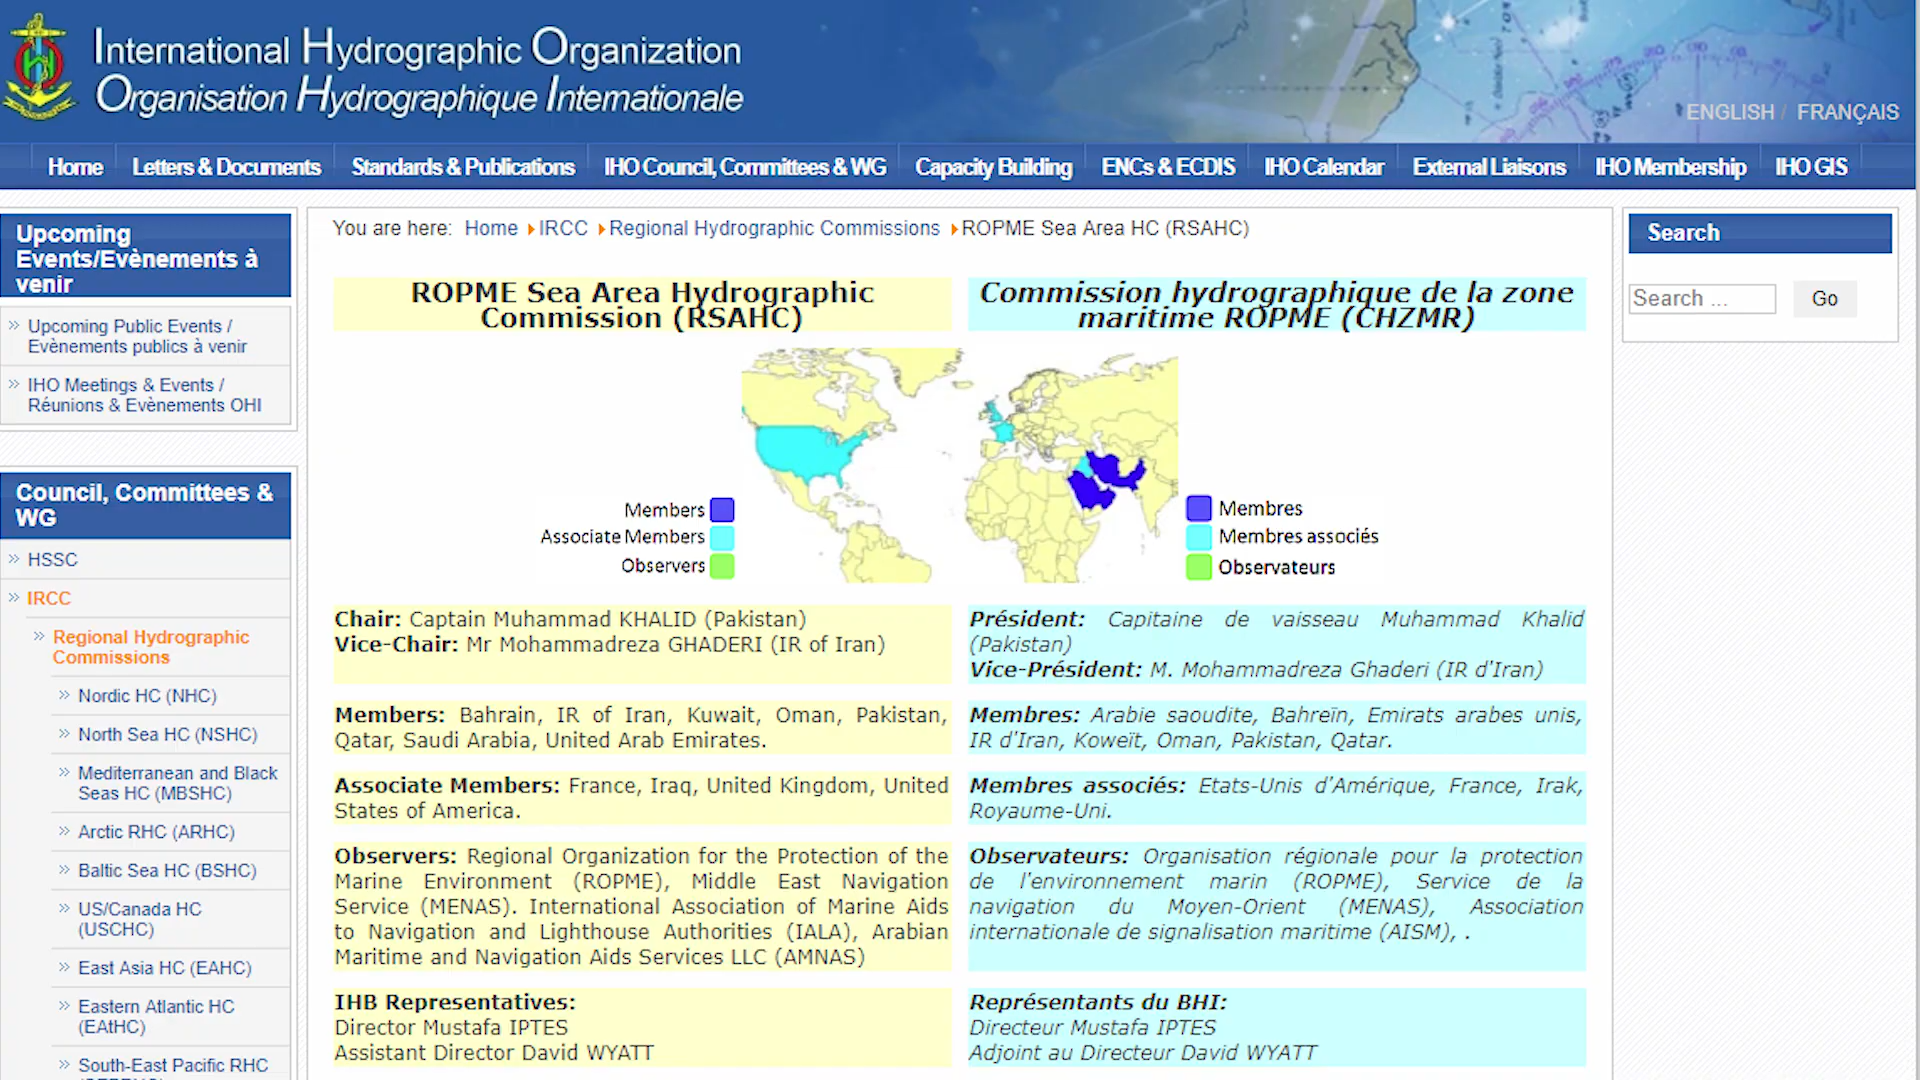 International Hydrographic Organization
Organisation Hydrographique Internationale
ENGLISH / FRANÇAIS
Home
Letters & Documents
Standards & Publications
IHO Council, Committees & WG
Capacity Building
ENCs & ECDIS
IHO Calendar
External Liaisons
IHO Membership
IHO GIS
Upcoming
Events/Evènements à
venir
Upcoming Public Events /
Evènements publics à venir
IHO Meetings & Events /
Réunions & Evènements OHI
Council, Committees &
WG
HSSC
IRCC
Regional Hydrographic
Commissions
Nordic HC (NHC)
North Sea HC (NSHC)
Mediterranean and Black
Seas HC (MBSHC)
Arctic RHC (ARHC)
Baltic Sea HC (BSHC)
US/Canada HC
(USCHC)
East Asia HC (EAHC)
Eastern Atlantic HC
(EAtHC)
South-East Pacific RHC
You are here: Home IRCC Regional Hydrographic Commissions ROPME Sea Area HC (RSAHC)
ROPME Sea Area Hydrographic
Commission (RSAHC)
Commission hydrographique de la zone
maritime ROPME (CHZMR)
Members
Associate Members
Observers
Membres
Membres associés
Observateurs
Chair: Captain Muhammad KHALID (Pakistan)
Vice-Chair: Mr Mohammadreza GHADERI (IR of Iran)
Président: Capitaine de vaisseau Muhammad Khalid
(Pakistan)
Vice-Président: M. Mohammadreza Ghaderi (IR d'Iran)
Members: Bahrain, IR of Iran, Kuwait, Oman, Pakistan,
Qatar, Saudi Arabia, United Arab Emirates.
Membres: Arabie saoudite, Bahreïn, Emirats arabes unis,
IR d'Iran, Koweït, Oman, Pakistan, Qatar.
Associate Members: France, Iraq, United Kingdom, United
States of America.
Membres associés: Etats-Unis d'Amérique, France, Irak,
Royaume-Uni.
Observers: Regional Organization for the Protection of the
Marine Environment (ROPME), Middle East Navigation
Service (MENAS). International Association of Marine Aids
to Navigation and Lighthouse Authorities (IALA), Arabian
Maritime and Navigation Aids Services LLC (AMNAS)
Observateurs: Organisation régionale pour la protection
de l'environnement marin (ROPME), Service de la
navigation du Moyen-Orient (MENAS), Association
internationale de signalisation maritime (AISM), .
IHB Representatives:
Director Mustafa IPTES
Assistant Director David WYATT
Représentants du BHI:
Directeur Mustafa IPTES
Adjoint au Directeur David WYATT
Search
Search ...
Go